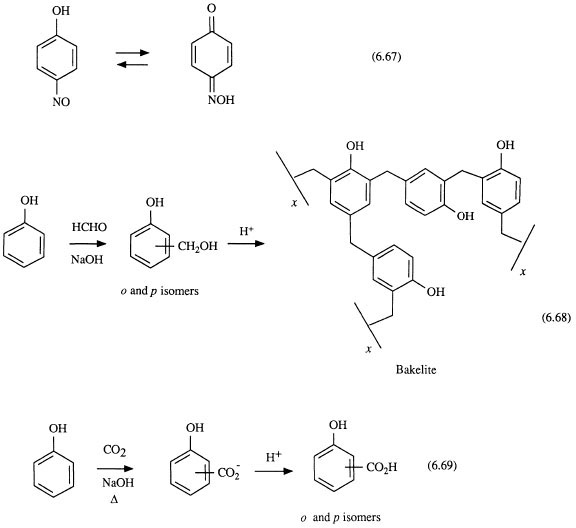 OH
O
NO
NOH
(6.67)
OH
HCHO
NaOH
OH
CH₂OH
o and p isomers
H⁺
x
OH
OH
OH
x
OH
x
Bakelite
(6.68)
OH
CO₂
NaOH
Δ
OH
CO₂⁻
H⁺
OH
CO₂H
o and p isomers
(6.69)